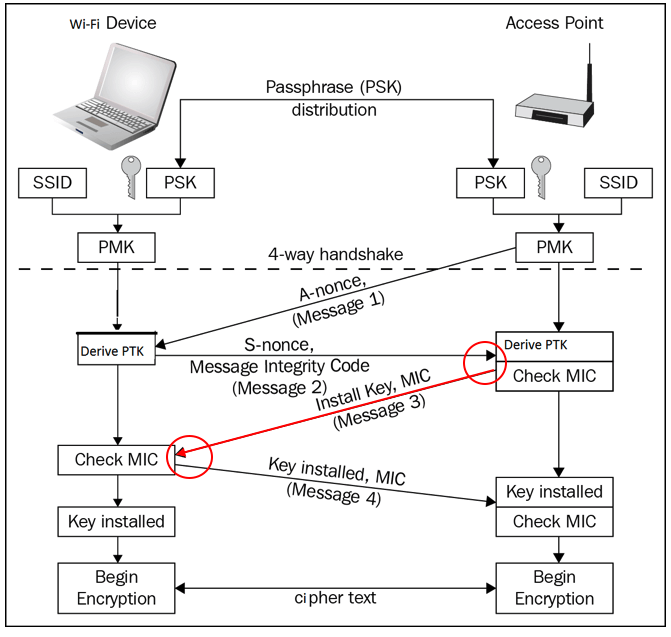 Wi-Fi Device
Access Point
Passphrase (PSK)
distribution
SSID
PSK
PSK
SSID
PMK
PMK
4-way handshake
A-nonce,
(Message 1)
Derive PTK
S-nonce,
Message Integrity Code
(Message 2)
Derive PTK
Check MIC
Install Key, MIC
(Message 3)
Check MIC
Key installed, MIC
(Message 4)
Key installed
Check MIC
Key installed
Begin
Encryption
cipher text
Begin
Encryption